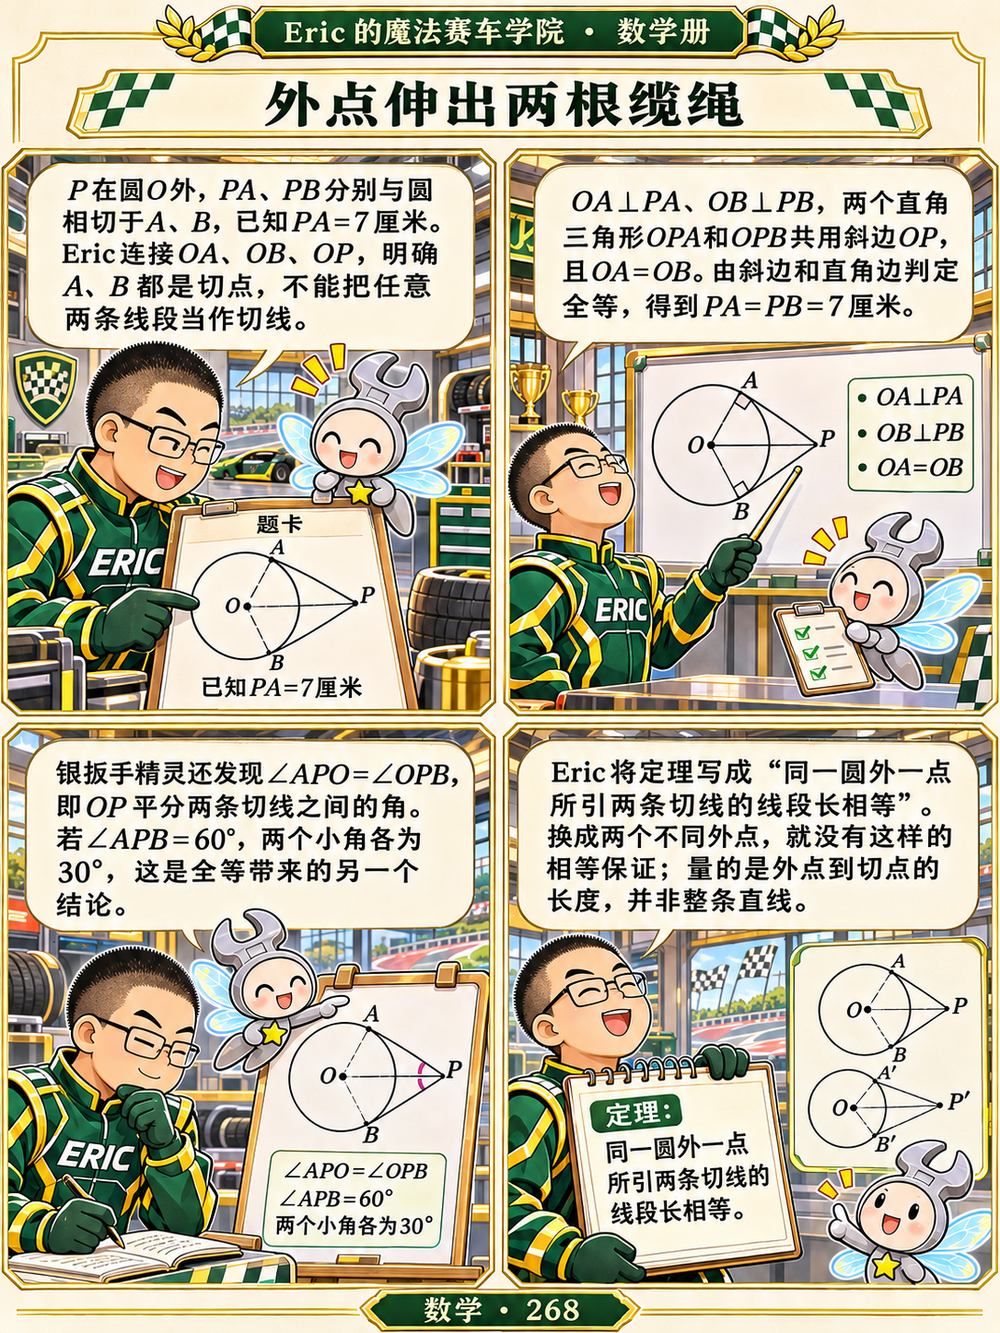 Eric 的魔法赛车学院 · 数学册
外点伸出两根缆绳
P在圆O外，PA、PB分别与圆
相切于A、B，已知PA=7厘米。
Eric连接OA、OB、OP，明确
A、B都是切点，不能把任意
两条线段当作切线。
ERIC
题卡
A
O
P
B
已知PA=7厘米
OA⊥PA、OB⊥PB，两个直角
三角形OPA和OPB共用斜边OP，
且OA=OB。由斜边和直角边判定
全等，得到PA=PB=7厘米。
A
O
P
B
• OA⊥PA
• OB⊥PB
• OA=OB
ERIC
银扳手精灵还发现∠APO=∠OPB，
即OP平分两条切线之间的角。
若∠APB=60°，两个小角各为
30°，这是全等带来的另一个
结论。
A
O
P
B
ERIC
∠APO=∠OPB
∠APB=60°
两个小角各为30°
Eric将定理写成“同一圆外一点
所引两条切线的线段长相等”。
换成两个不同外点，就没有这样的
相等保证；量的是外点到切点的
长度，并非整条直线。
A
O
P
B
A′
O
P′
B′
定理：
同一圆外一点
所引两条切线的
线段长相等。
数学 · 268